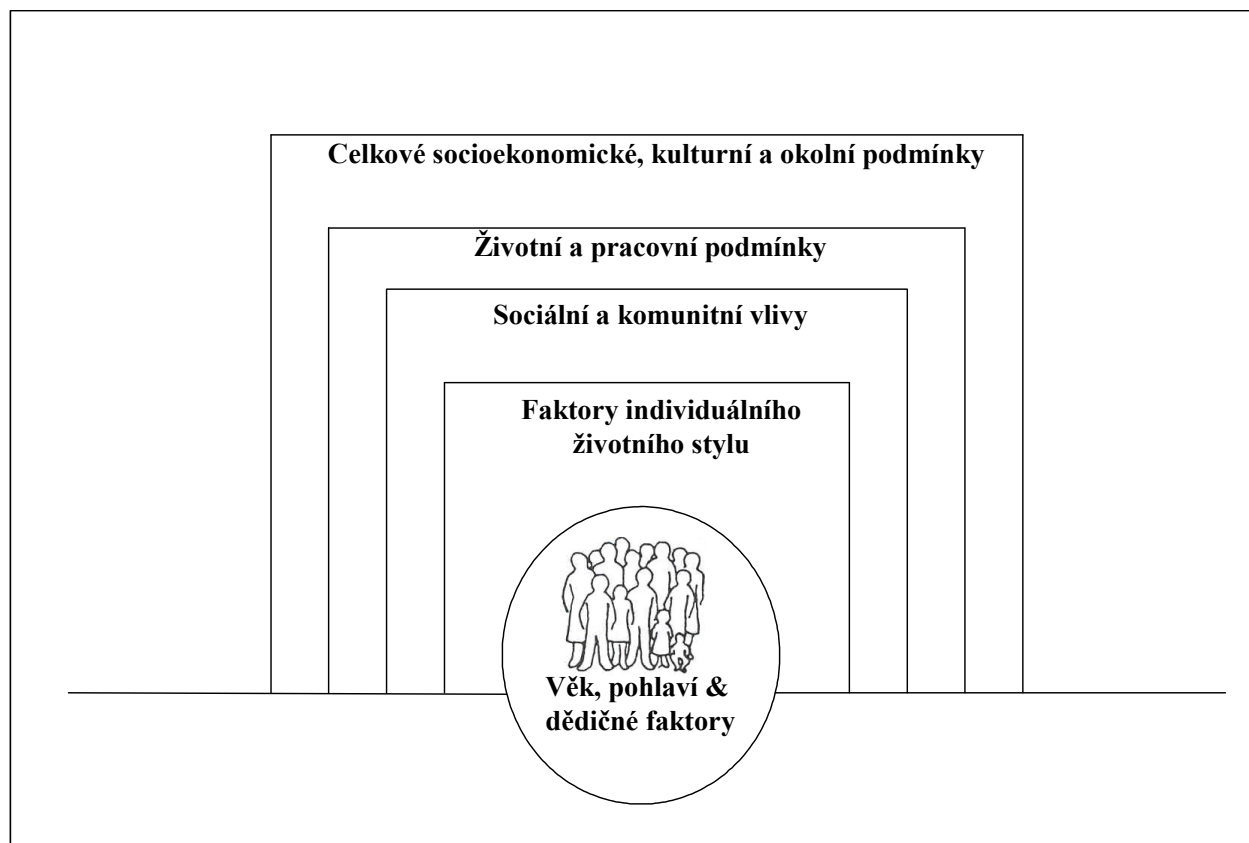 Celkové socioekonomické, kulturní a okolní podmínky
Životní a pracovní podmínky
Sociální a komunitní vlivy
Faktory individuálního
životního stylu
Věk, pohlaví &
dědičné faktory